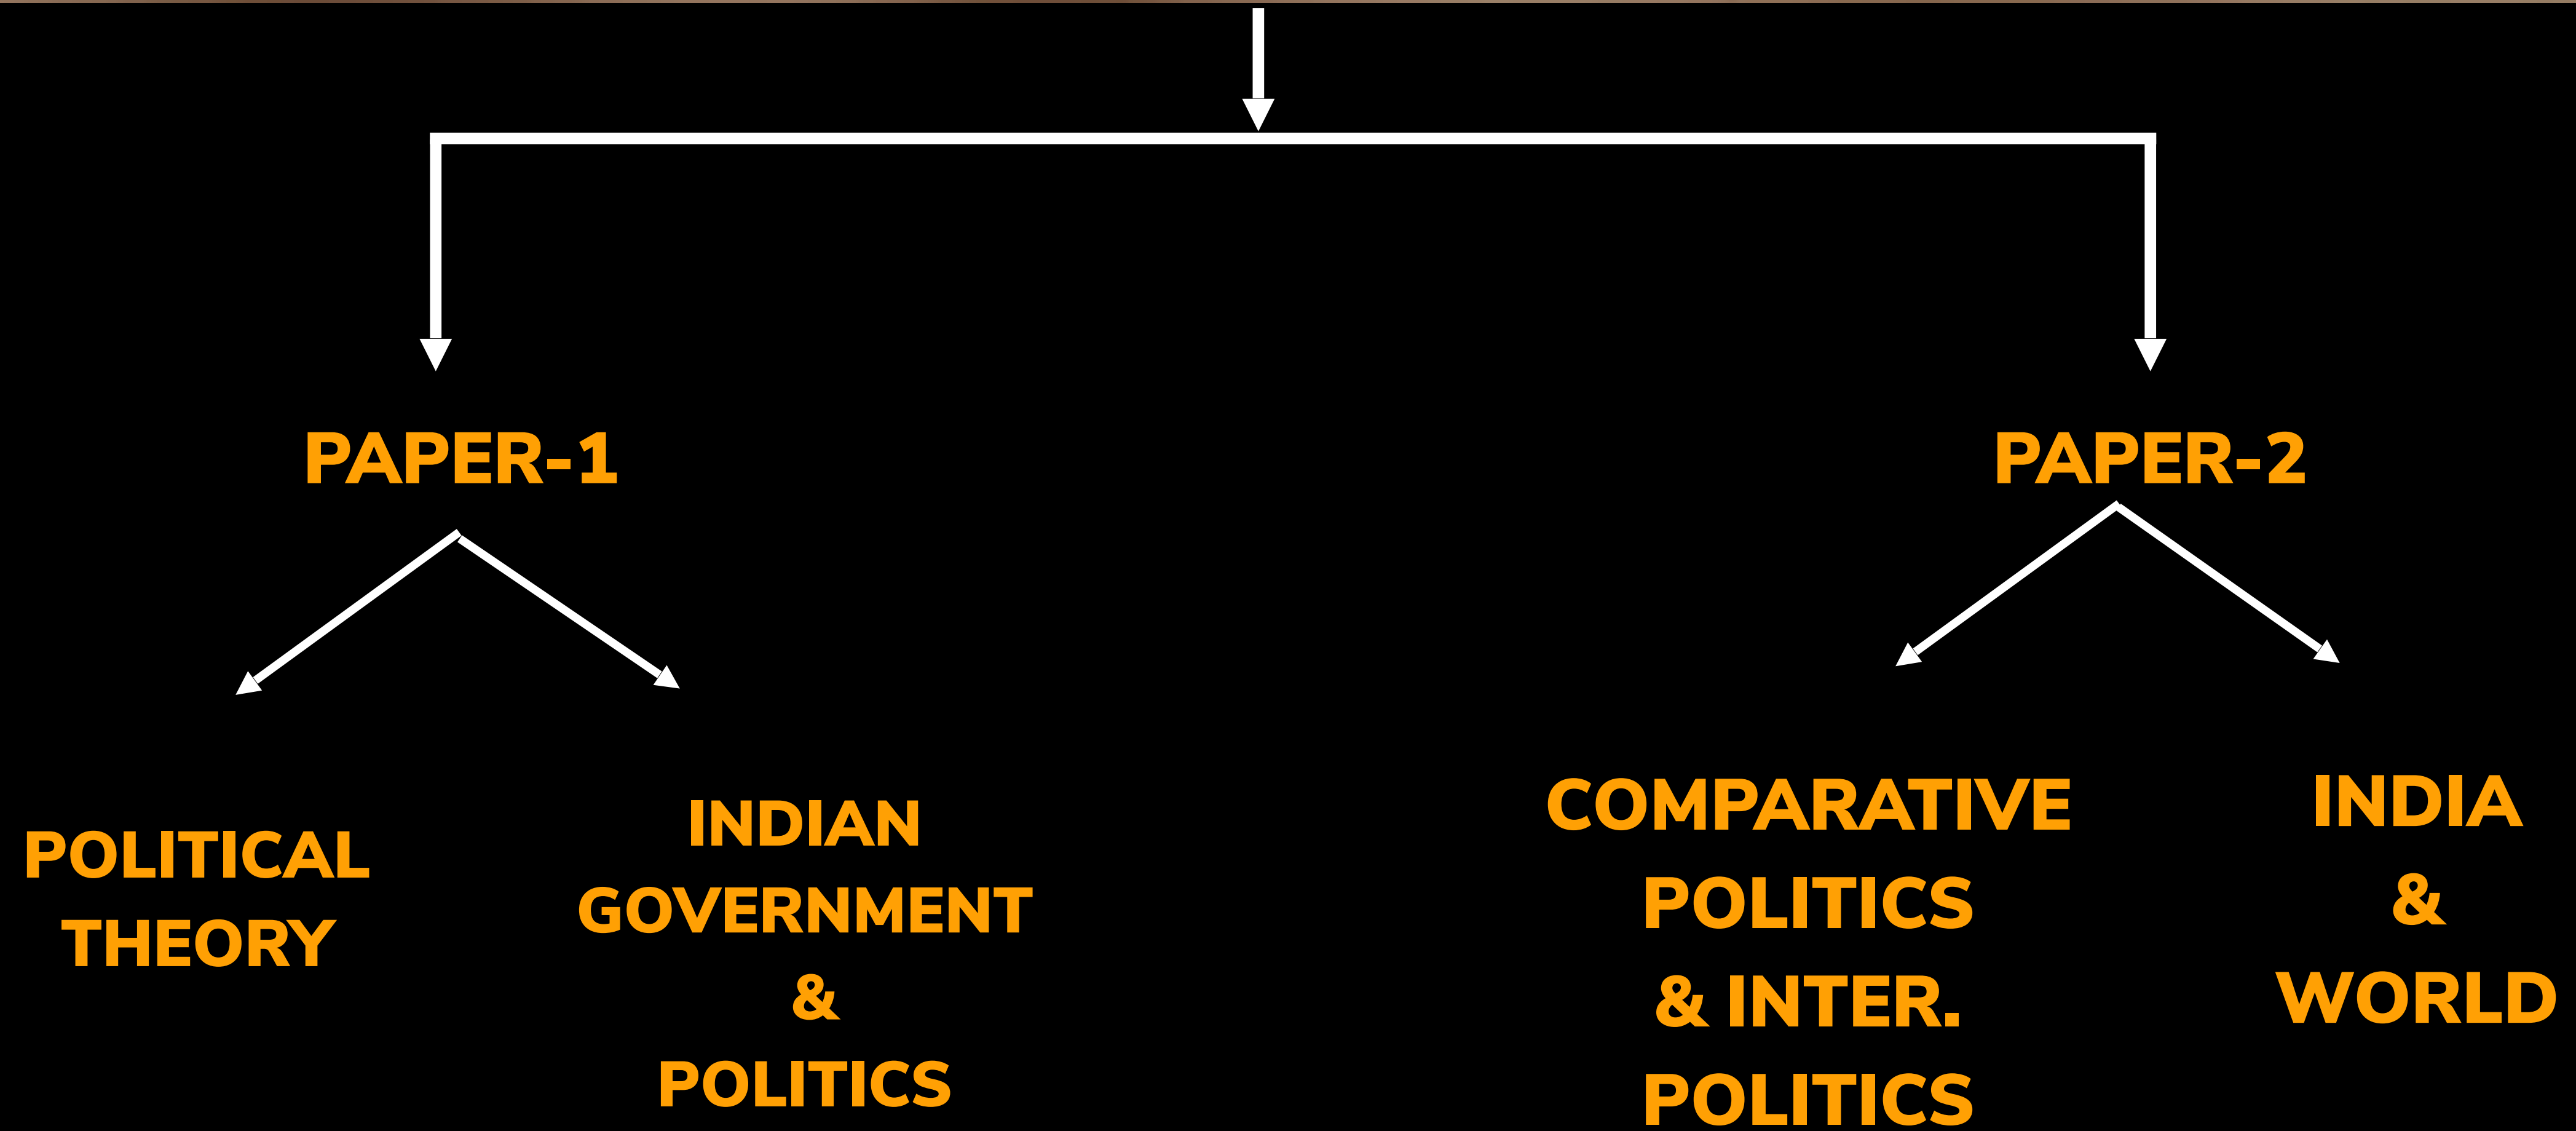 PAPER-1
PAPER-2
POLITICAL
THEORY
INDIAN
GOVERNMENT
&
POLITICS
COMPARATIVE
POLITICS
& INTER.
POLITICS
INDIA
&
WORLD